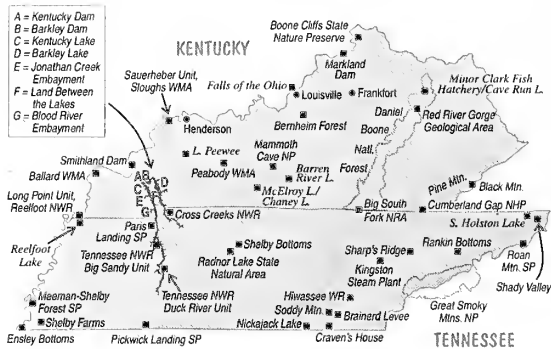 A = Kentucky Dam
B = Barkley Dam
C = Kentucky Lake
D = Barkley Lake
E = Jonathan Creek
Embayment
F = Land Between
the Lakes
G = Blood River
Embayment
KENTUCKY
Boone Cliffs State
Nature Preserve
Markland
Dam
Sauerheber Unit,
Sloughs WMA
Falls of the Ohio
Louisville
Frankfort
Minor Clark Fish
Hatchery/Cave Run L.
Henderson
Bernheim Forest
Daniel
Boone
Natl.
Forest
Red River Gorge
Geological Area
L. Peewee
Mammoth
Cave NP
Smithland Dam
Ballard WMA
Peabody WMA
Barren
River L.
McElroy L./
Chaney L.
A
B
D
C
E
F
G
Long Point Unit,
Reelfoot NWR
Pine Mtn.
Black Mtn.
Cross Creeks NWR
Big South
Fork NRA
Cumberland Gap NHP
S. Holston Lake
Paris
Landing SP
Reelfoot
Lake
Tennessee NWR
Big Sandy Unit
Shelby Bottoms
Radnor Lake State
Natural Area
Sharp's Ridge
Rankin Bottoms
Kingston
Steam Plant
Roan
Mtn. SP
Shady Valley
Tennessee NWR
Duck River Unit
Hiwassee WR
Great Smoky
Mtns. NP
Meeman-Shelby
Forest SP
Shelby Farms
Soddy Mtn.
Brainerd Levee
Ensley Bottoms
Pickwick Landing SP
Nickajack Lake
Craven's House
TENNESSEE